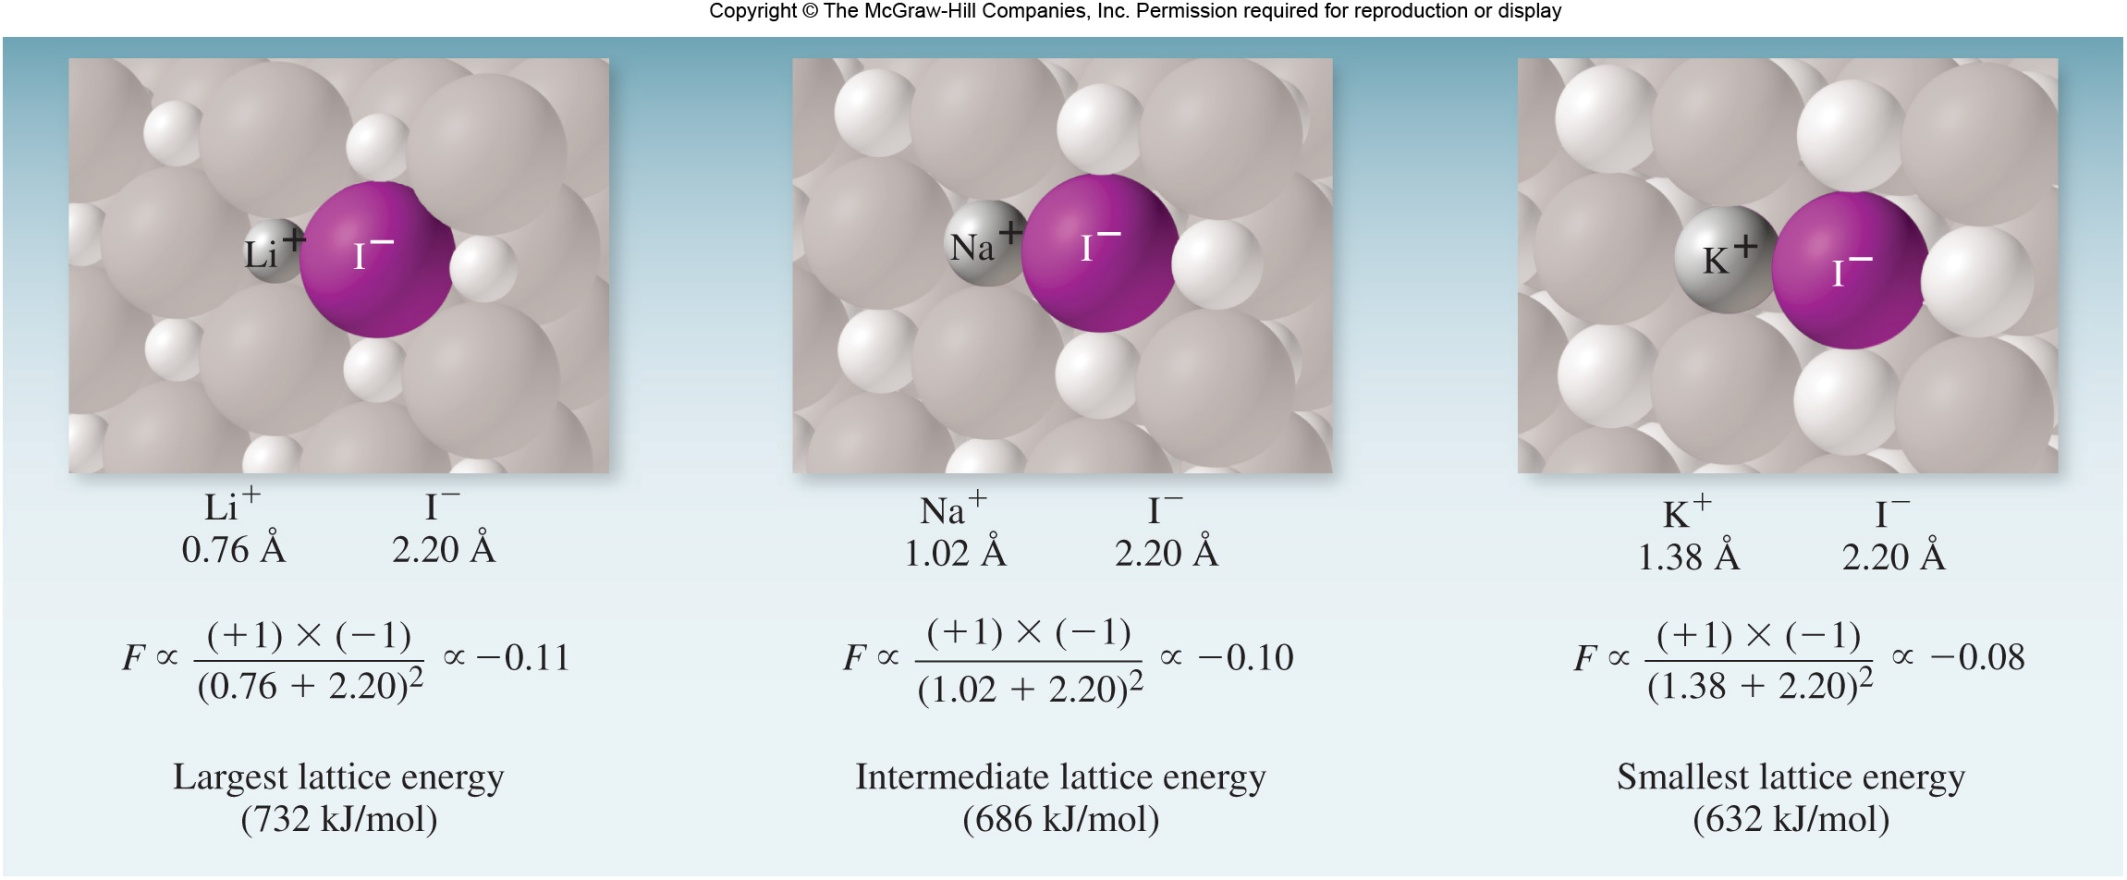 Copyright © The McGraw-Hill Companies, Inc. Permission required for reproduction or display
Li⁺ I⁻
Na⁺ I⁻
K⁺ I⁻
Li⁺ I⁻
0.76 Å 2.20 Å
F ∝ (+1) × (−1) / (0.76 + 2.20)² ∝ −0.11
Largest lattice energy
(732 kJ/mol)
Na⁺ I⁻
1.02 Å 2.20 Å
F ∝ (+1) × (−1) / (1.02 + 2.20)² ∝ −0.10
Intermediate lattice energy
(686 kJ/mol)
K⁺ I⁻
1.38 Å 2.20 Å
F ∝ (+1) × (−1) / (1.38 + 2.20)² ∝ −0.08
Smallest lattice energy
(632 kJ/mol)